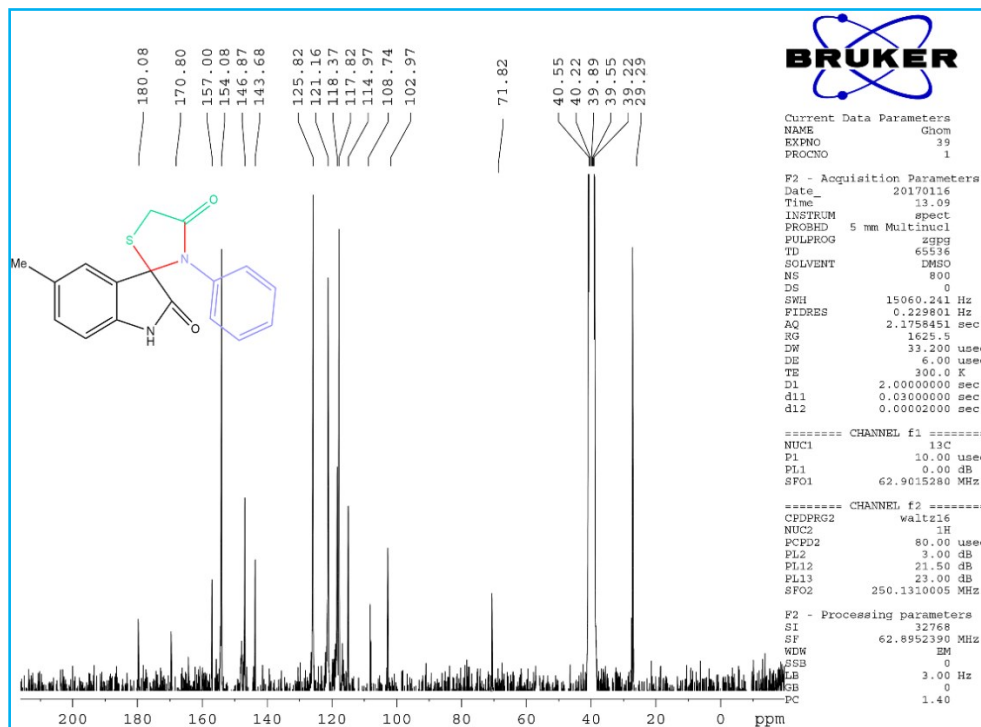 180.08
170.80
157.00
154.08
146.87
143.68
125.82
121.16
118.37
117.82
114.97
108.74
102.97
71.82
40.55
40.22
39.89
39.55
39.22
29.29
BRUKER
Current Data Parameters
NAME Ghom
EXPNO 39
PROCNO 1
F2 - Acquisition Parameters
Date_ 20170116
Time 13.09
INSTRUM spect
PROBHD 5 mm Multinucl
PULPROG zgpg
TD 65536
SOLVENT DMSO
NS 800
DS 0
SWH 15060.241 Hz
FIDRES 0.229801 Hz
AQ 2.1758451 sec
RG 1625.5
DW 33.200 usec
DE 6.00 usec
TE 300.0 K
D1 2.00000000 sec
d11 0.03000000 sec
d12 0.00002000 sec
======== CHANNEL f1 ========
NUC1 13C
P1 10.00 usec
PL1 0.00 dB
SFO1 62.9015280 MHz
======== CHANNEL f2 ========
CPDPRG2 waltz16
NUC2 1H
PCPD2 80.00 usec
PL2 3.00 dB
PL12 21.50 dB
PL13 23.00 dB
SFO2 250.1310005 MHz
F2 - Processing parameters
SI 32768
SF 62.8952390 MHz
WDW EM
SSB 0
LB 3.00 Hz
GB 0
PC 1.40
O
S
N
Me
O
N
H
200 180 160 140 120 100 80 60 40 20 0 ppm